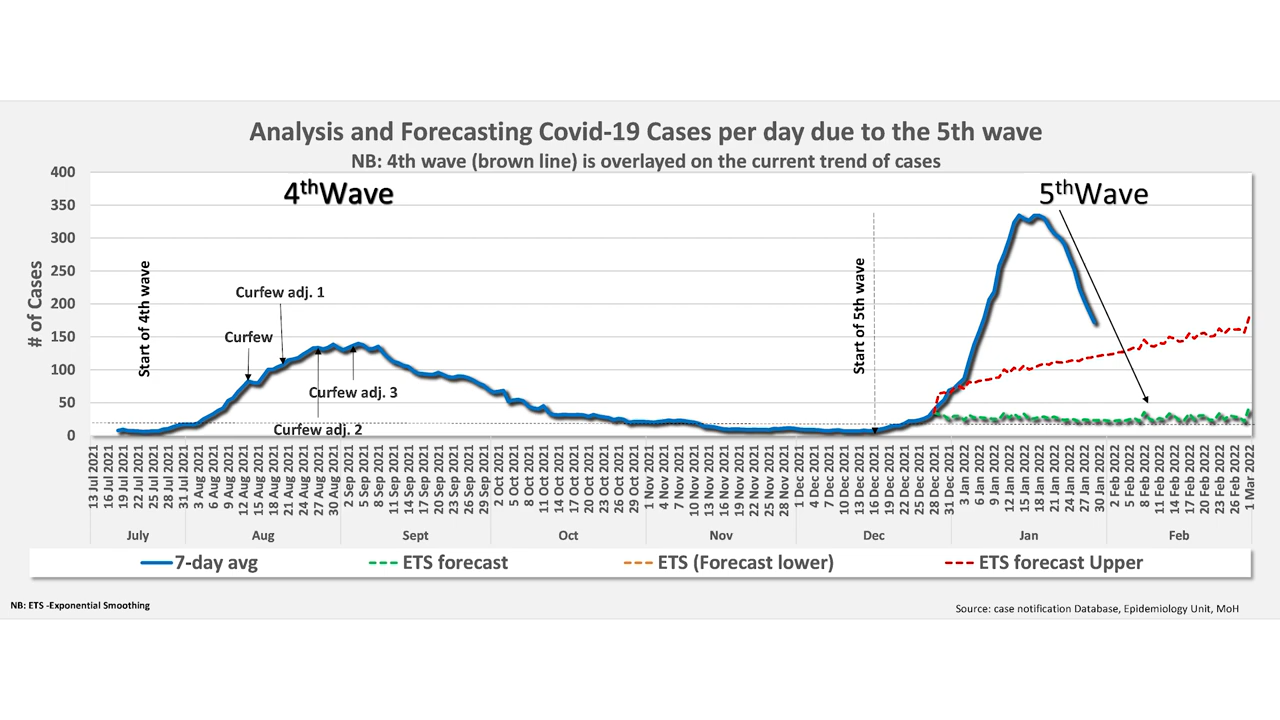 Analysis and Forecasting Covid-19 Cases per day due to the 5th wave
NB: 4th wave (brown line) is overlayed on the current trend of cases
4thWave
5thWave
# of Cases
400
350
300
250
200
150
100
50
0
Start of 4th wave
Curfew
Curfew adj. 1
Curfew adj. 2
Curfew adj. 3
Start of 5th wave
13 Jul 2021
16 Jul 2021
19 Jul 2021
22 Jul 2021
25 Jul 2021
28 Jul 2021
31 Jul 2021
3 Aug 2021
6 Aug 2021
9 Aug 2021
12 Aug 2021
15 Aug 2021
18 Aug 2021
21 Aug 2021
24 Aug 2021
27 Aug 2021
30 Aug 2021
2 Sep 2021
5 Sep 2021
8 Sep 2021
11 Sep 2021
14 Sep 2021
17 Sep 2021
20 Sep 2021
23 Sep 2021
26 Sep 2021
29 Sep 2021
2 Oct 2021
5 Oct 2021
8 Oct 2021
11 Oct 2021
14 Oct 2021
17 Oct 2021
20 Oct 2021
23 Oct 2021
26 Oct 2021
29 Oct 2021
1 Nov 2021
4 Nov 2021
7 Nov 2021
10 Nov 2021
13 Nov 2021
16 Nov 2021
19 Nov 2021
22 Nov 2021
25 Nov 2021
28 Nov 2021
1 Dec 2021
4 Dec 2021
7 Dec 2021
10 Dec 2021
13 Dec 2021
16 Dec 2021
19 Dec 2021
22 Dec 2021
25 Dec 2021
28 Dec 2021
31 Dec 2021
3 Jan 2022
6 Jan 2022
9 Jan 2022
12 Jan 2022
15 Jan 2022
18 Jan 2022
21 Jan 2022
24 Jan 2022
27 Jan 2022
30 Jan 2022
2 Feb 2022
5 Feb 2022
8 Feb 2022
11 Feb 2022
14 Feb 2022
17 Feb 2022
20 Feb 2022
23 Feb 2022
26 Feb 2022
1 Mar 2022
July
Aug
Sept
Oct
Nov
Dec
Jan
Feb
7-day avg
ETS forecast
ETS (Forecast lower)
ETS forecast Upper
NB: ETS -Exponential Smoothing
Source: case notification Database, Epidemiology Unit, MoH